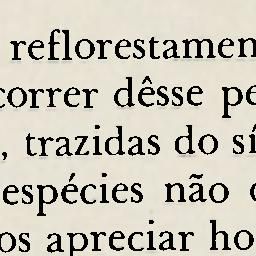 reflorestamen
correr dêsse pe
, trazidas do sí
espécies não
os apreciar ho